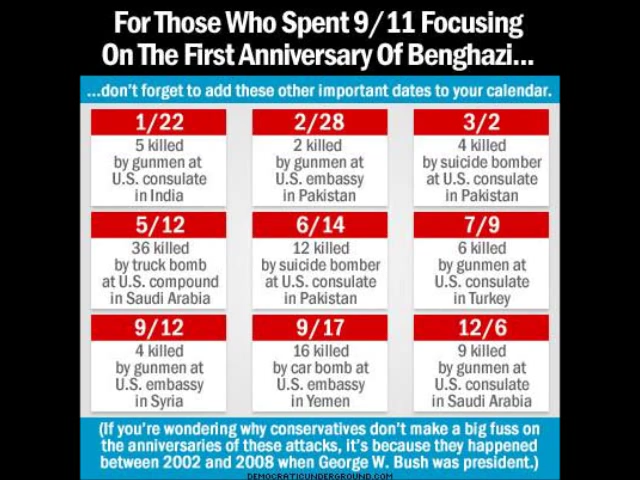 For Those Who Spent 9/11 Focusing
On The First Anniversary Of Benghazi...
...don't forget to add these other important dates to your calendar.
1/22
5 killed
by gunmen at
U.S. consulate
in India
2/28
2 killed
by gunmen at
U.S. embassy
in Pakistan
3/2
4 killed
by suicide bomber
at U.S. consulate
in Pakistan
5/12
36 killed
by truck bomb
at U.S. compound
in Saudi Arabia
6/14
12 killed
by suicide bomber
at U.S. consulate
in Pakistan
7/9
6 killed
by gunmen at
U.S. consulate
in Turkey
9/12
4 killed
by gunmen at
U.S. embassy
in Syria
9/17
16 killed
by car bomb at
U.S. embassy
in Yemen
12/6
9 killed
by gunmen at
U.S. consulate
in Saudi Arabia
(If you're wondering why conservatives don't make a big fuss on
the anniversaries of these attacks, it's because they happened
between 2002 and 2008 when George W. Bush was president.)
DEMOCRATICUNDERGROUND.COM